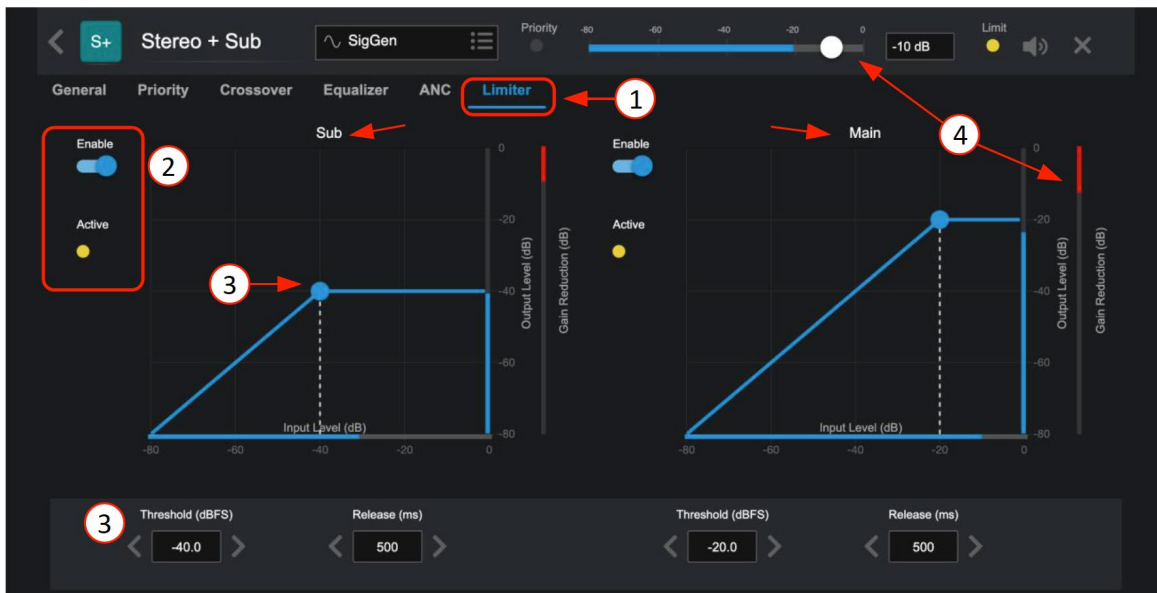 S+
Stereo + Sub
SigGen
Priority
-80 -60 -40 -20 0
-10 dB
Limit
General Priority Crossover Equalizer ANC Limiter
1
Enable
2
Active
Sub
3
0
-20
-40
-60
-80
Output Level (dB)
Gain Reduction (dB)
Input Level (dB)
-80 -60 -40 -20 0
Enable
Active
Main
4
0
-20
-40
-60
-80
Output Level (dB)
Gain Reduction (dB)
Input Level (dB)
-80 -60 -40 -20 0
3
Threshold (dBFS) Release (ms)
-40.0 500
Threshold (dBFS) Release (ms)
-20.0 500